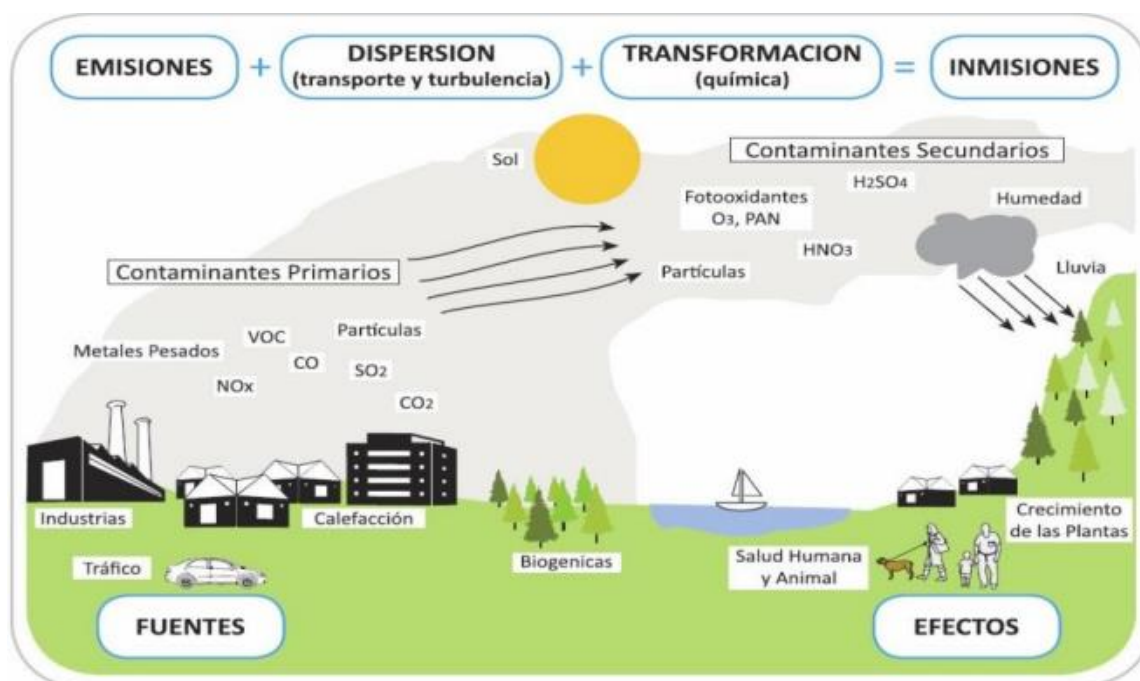 EMISIONES + DISPERSION + TRANSFORMACION = INMISIONES
(transporte y turbulencia)
(química)
Sol
Contaminantes Secundarios
H2SO4
Fotooxidantes
O3, PAN
Humedad
HNO3
Contaminantes Primarios
Partículas
Lluvia
Partículas
VOC
Metales Pesados
CO
SO2
NOx
CO2
Industrias
Calefacción
Biogenicas
Crecimiento
de las Plantas
Tráfico
Salud Humana
y Animal
FUENTES
EFECTOS